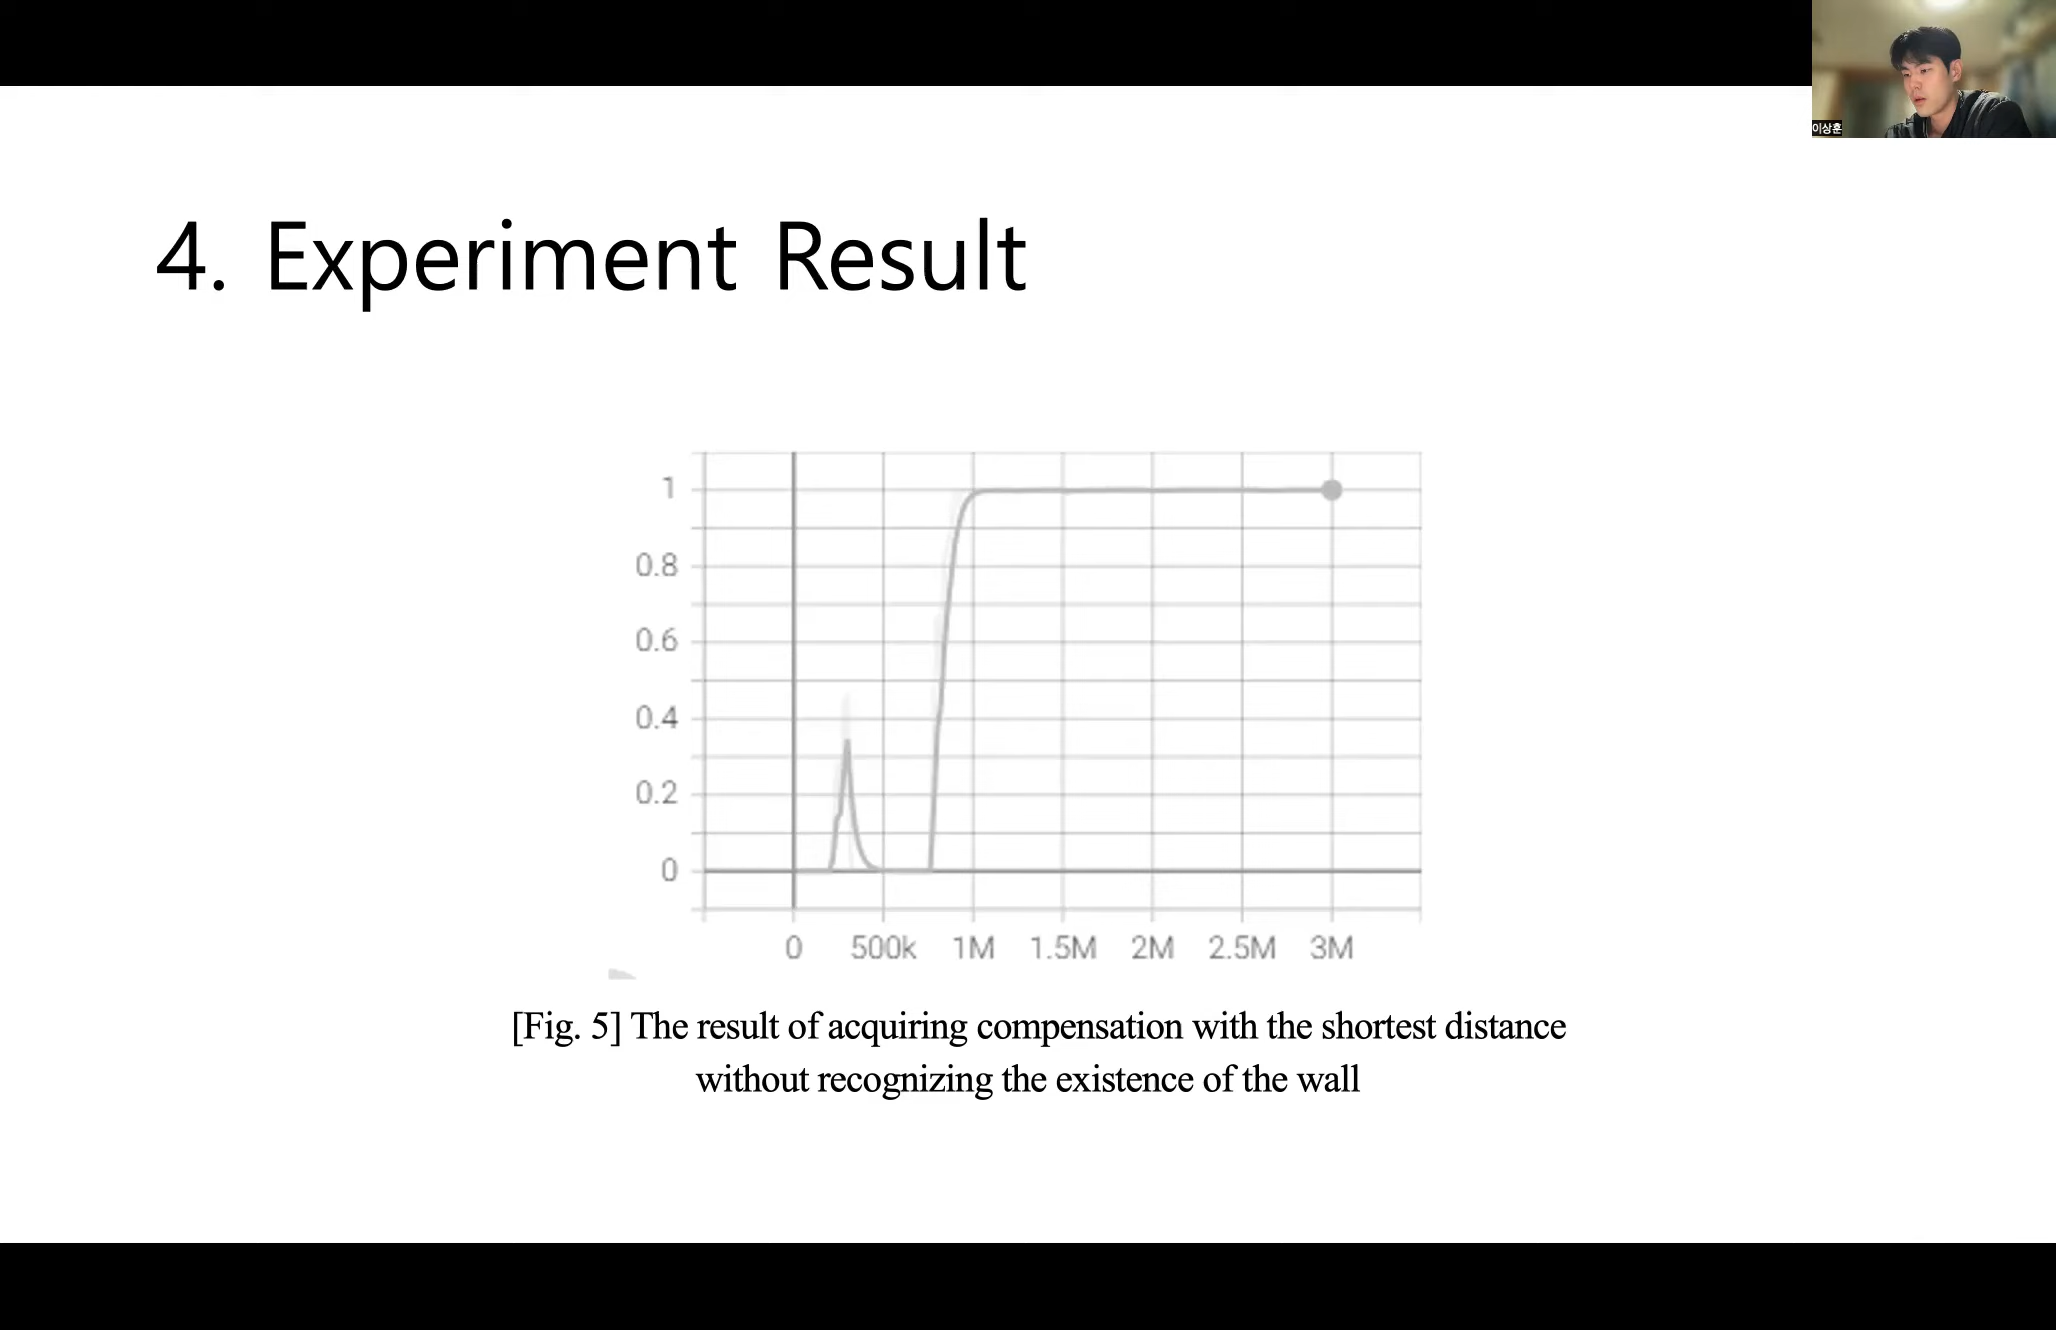 이상훈
4. Experiment Result
1
0.8
0.6
0.4
0.2
0
0 500k 1M 1.5M 2M 2.5M 3M
[Fig. 5] The result of acquiring compensation with the shortest distance
without recognizing the existence of the wall